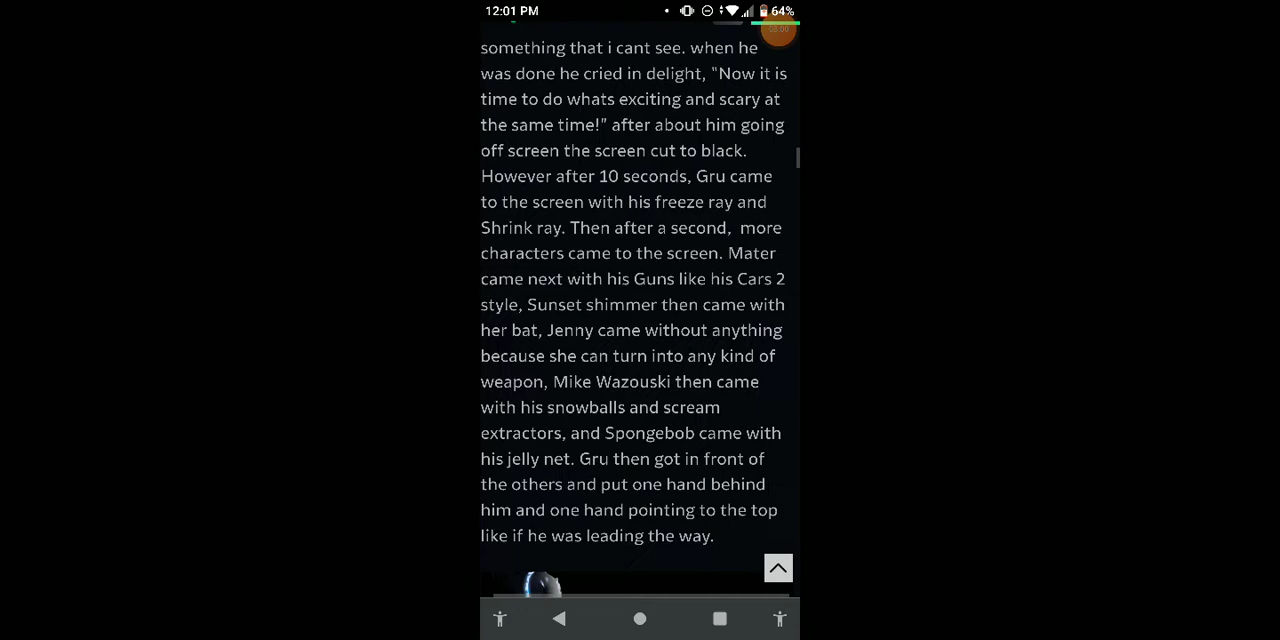 12:01 PM
64%
08:00
something that i cant see. when he
was done he cried in delight, "Now it is
time to do whats exciting and scary at
the same time!" after about him going
off screen the screen cut to black.
However after 10 seconds, Gru came
to the screen with his freeze ray and
Shrink ray. Then after a second, more
characters came to the screen. Mater
came next with his Guns like his Cars 2
style, Sunset shimmer then came with
her bat, Jenny came without anything
because she can turn into any kind of
weapon, Mike Wazouski then came
with his snowballs and scream
extractors, and Spongebob came with
his jelly net. Gru then got in front of
the others and put one hand behind
him and one hand pointing to the top
like if he was leading the way.